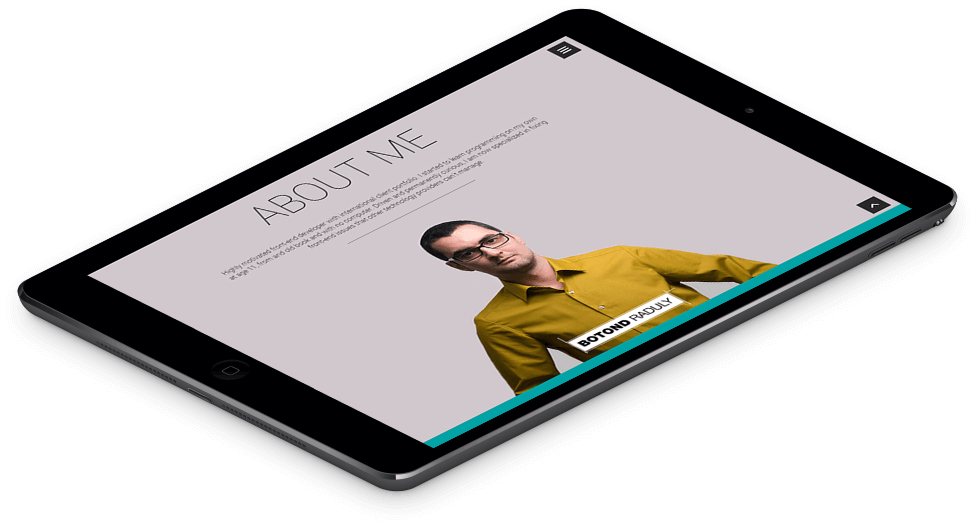 ABOUT ME
Highly motivated front-end developer with international client portfolio. I started to learn programming on my own
at age 11, from and old book and with no computer. Driven and permanently curious, I am now specialized in fixing
front-end issues that other technology providers can't manage.
BOTOND RADULY